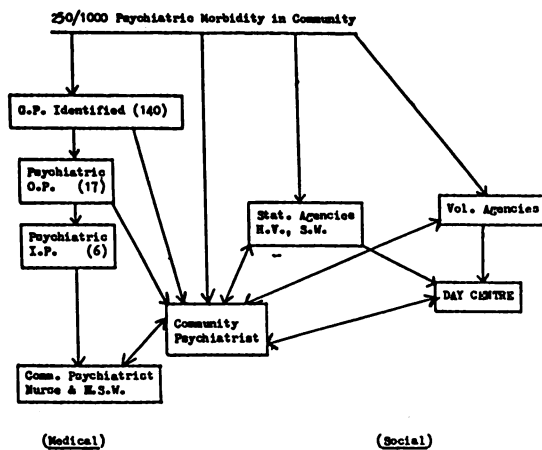 250/1000 Psychiatric Morbidity in Community
G.P. Identified (140)
Psychiatric
O.P. (17)
Psychiatric
I.P. (6)
Stat. Agencies
H.V., S.W.
Vol. Agencies
DAY CENTRE
Community
Psychiatrist
Comm. Psychiatrist
Nurse & M.S.W.
(Medical)
(Social)